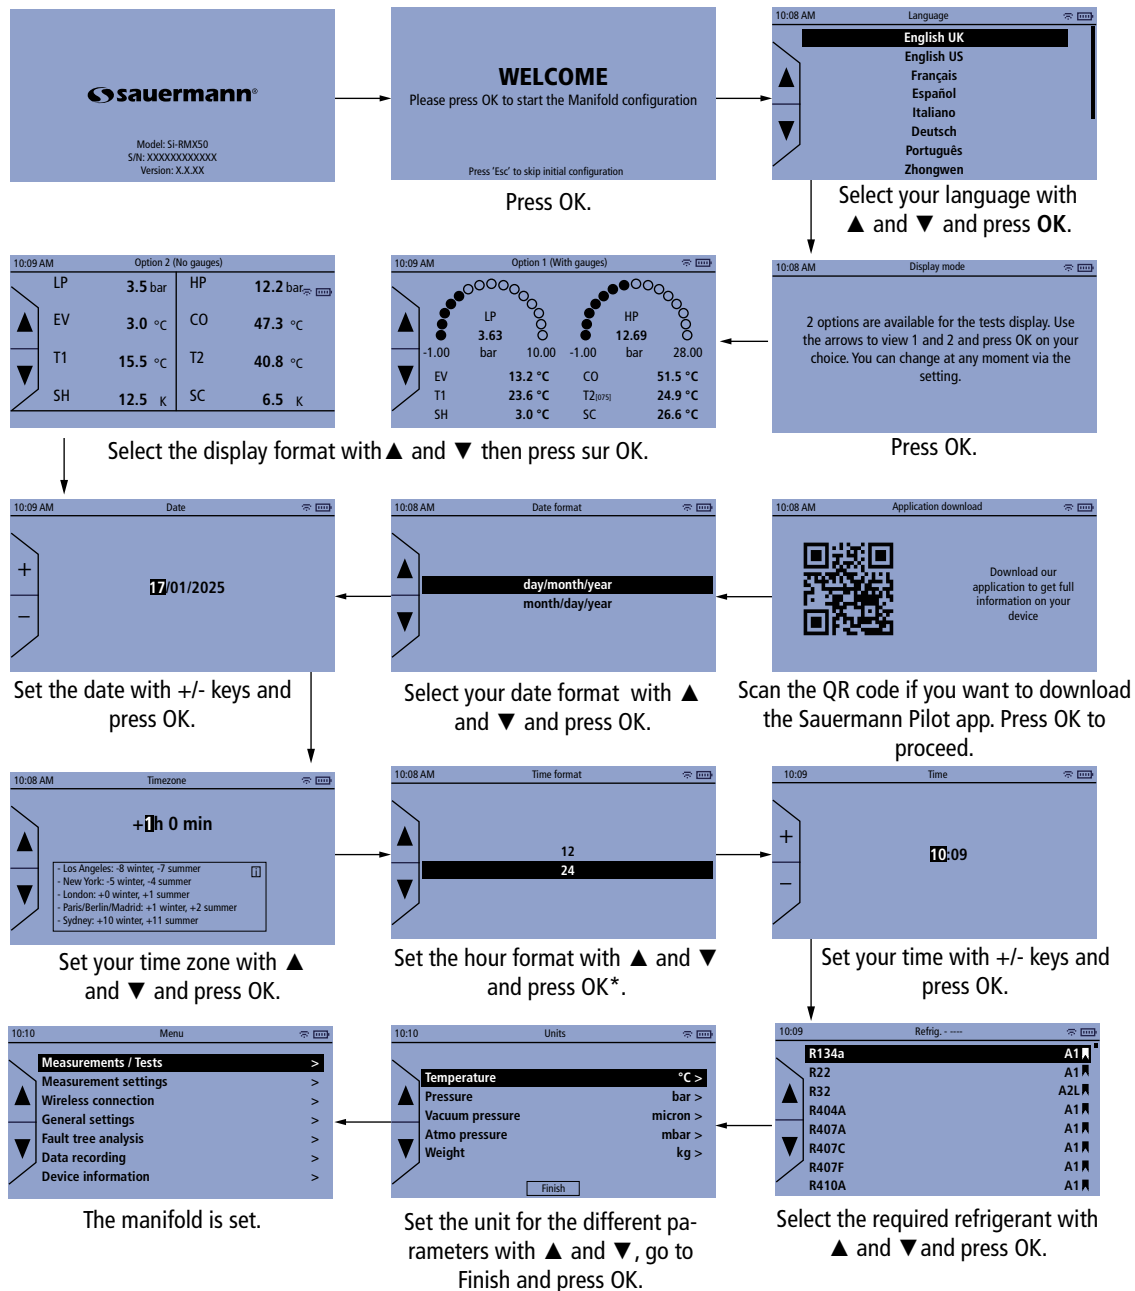 sauermann®
Model: Si-RMX50
S/N: XXXXXXXXXXXX
Version: X.X.XX
WELCOME
Please press OK to start the Manifold configuration
Press 'Esc' to skip initial configuration
Press OK.
10:08 AM Language
English UK
English US
Français
Español
Italiano
Deutsch
Português
Zhongwen
Select your language with
▲ and ▼ and press OK.
10:09 AM Option 2 (No gauges)
LP 3.5 bar HP 12.2 bar
EV 3.0 °C CO 47.3 °C
T1 15.5 °C T2 40.8 °C
SH 12.5 K SC 6.5 K
10:09 AM Option 1 (With gauges)
LP HP
3.63 12.69
-1.00 bar 10.00 -1.00 bar 28.00
EV 13.2 °C CO 51.5 °C
T1 23.6 °C T2[075] 24.9 °C
SH 3.0 °C SC 26.6 °C
Select the display format with ▲ and ▼ then press sur OK.
10:08 AM Display mode
2 options are available for the tests display. Use
the arrows to view 1 and 2 and press OK on your
choice. You can change at any moment via the
setting.
Press OK.
10:09 AM Date
+
17/01/2025
−
Set the date with +/- keys and
press OK.
10:08 AM Date format
day/month/year
month/day/year
Select your date format with ▲
and ▼ and press OK.
10:08 AM Application download
Download our
application to get full
information on your
device
Scan the QR code if you want to download
the Sauermann Pilot app. Press OK to
proceed.
10:08 AM Timezone
+1h 0 min
- Los Angeles: -8 winter, -7 summer
- New York: -5 winter, -4 summer
- London: +0 winter, +1 summer
- Paris/Berlin/Madrid: +1 winter, +2 summer
- Sydney: +10 winter, +11 summer
i
Set your time zone with ▲
and ▼ and press OK.
10:08 AM Time format
12
24
Set the hour format with ▲ and ▼
and press OK*.
10:09 Time
+
10:09
−
Set your time with +/- keys and
press OK.
10:10 Menu
Measurements / Tests >
Measurement settings >
Wireless connection >
General settings >
Fault tree analysis >
Data recording >
Device information >
The manifold is set.
10:10 Units
Temperature °C >
Pressure bar >
Vacuum pressure micron >
Atmo pressure mbar >
Weight kg >
Finish
Set the unit for the different pa-
rameters with ▲ and ▼, go to
Finish and press OK.
10:09 Refrig. - ----
R134a A1
R22 A1
R32 A2L
R404A A1
R407A A1
R407C A1
R407F A1
R410A A1
Select the required refrigerant with
▲ and ▼ and press OK.